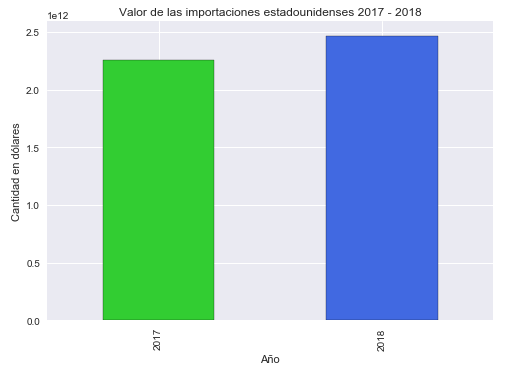 Valor de las importaciones estadounidenses 2017 - 2018
1e12
2.5
2.0
1.5
1.0
0.5
0.0
Cantidad en dólares
2017
2018
Año